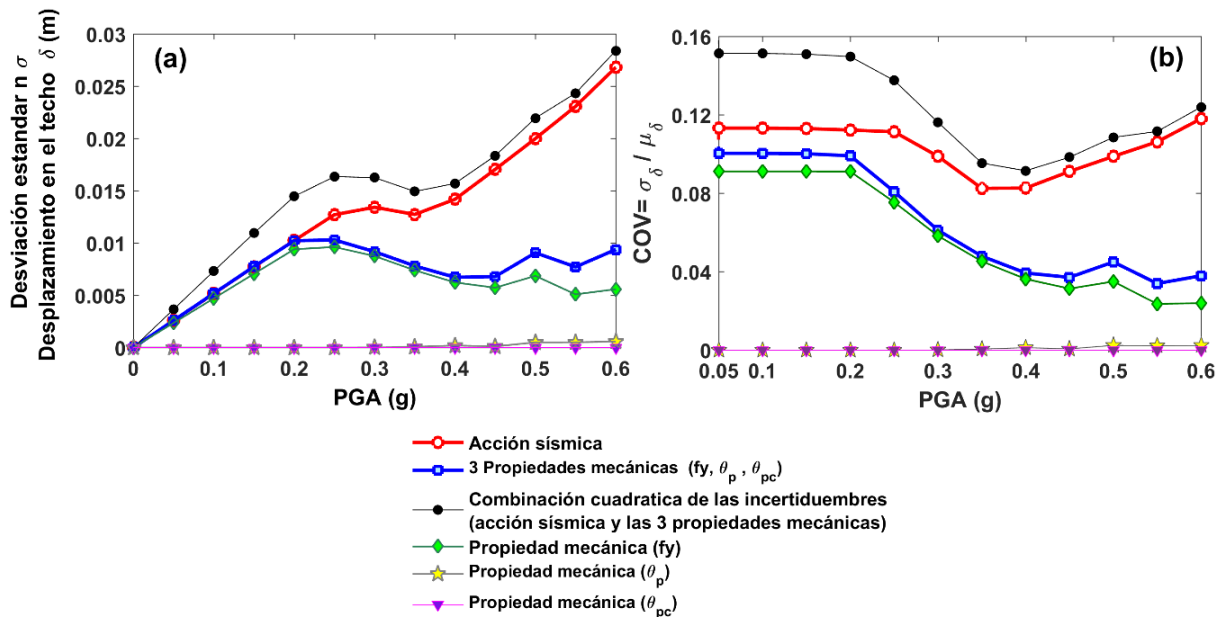 Desviación estandar n σ
Desplazamiento en el techo δ (m)
(a)
0.03
0.025
0.02
0.015
0.01
0.005
0
0 0.1 0.2 0.3 0.4 0.5 0.6
PGA (g)
COV= σδ / μδ
(b)
0.16
0.12
0.08
0.04
0
0.05 0.1 0.2 0.3 0.4 0.5 0.6
PGA (g)
Acción sísmica
3 Propiedades mecánicas (fy, θp , θpc)
Combinación cuadratica de las incertiduembres
(acción sísmica y las 3 propiedades mecánicas)
Propiedad mecánica (fy)
Propiedad mecánica (θp)
Propiedad mecánica (θpc)